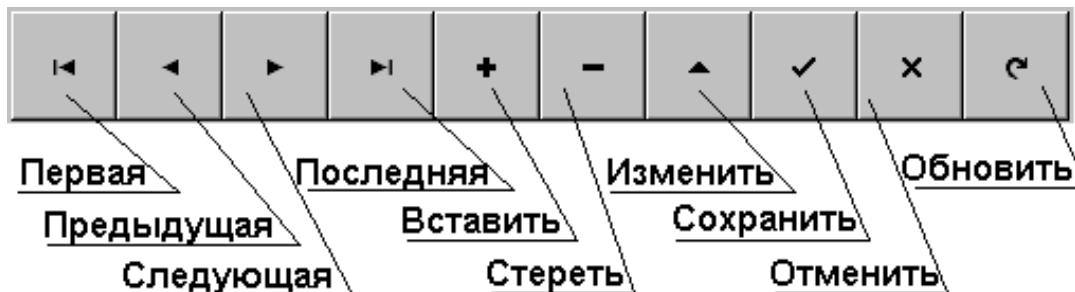 Первая
Последняя
Изменить
Обновить
Предыдущая
Вставить
Сохранить
Следующая
Стереть
Отменить